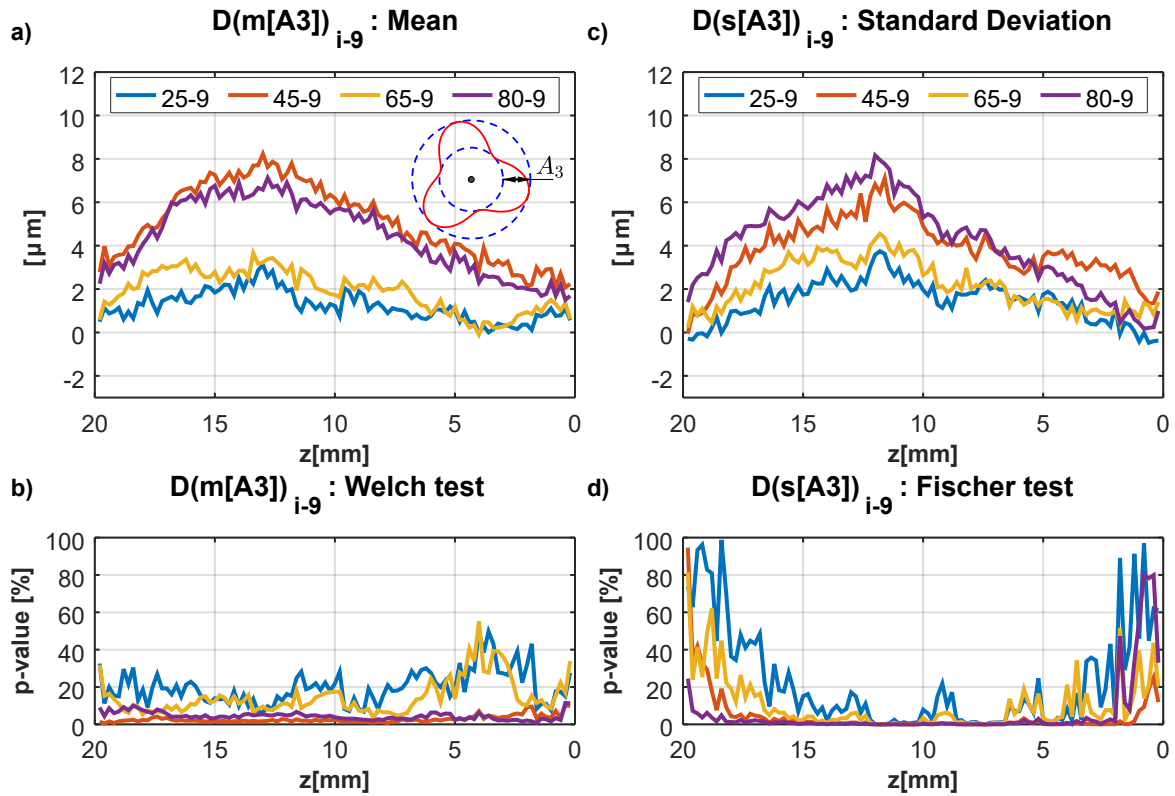 a)
D(m[A3]) i-9 : Mean
12
10
8
6
4
2
0
-2
[μm]
25-9 45-9 65-9 80-9
A3
20 15 10 5 0
z[mm]
c)
D(s[A3]) i-9 : Standard Deviation
12
10
8
6
4
2
0
-2
[μm]
25-9 45-9 65-9 80-9
20 15 10 5 0
z[mm]
b)
D(m[A3]) i-9 : Welch test
100
80
60
40
20
0
p-value [%]
20 15 10 5 0
z[mm]
d)
D(s[A3]) i-9 : Fischer test
100
80
60
40
20
0
p-value [%]
20 15 10 5 0
z[mm]